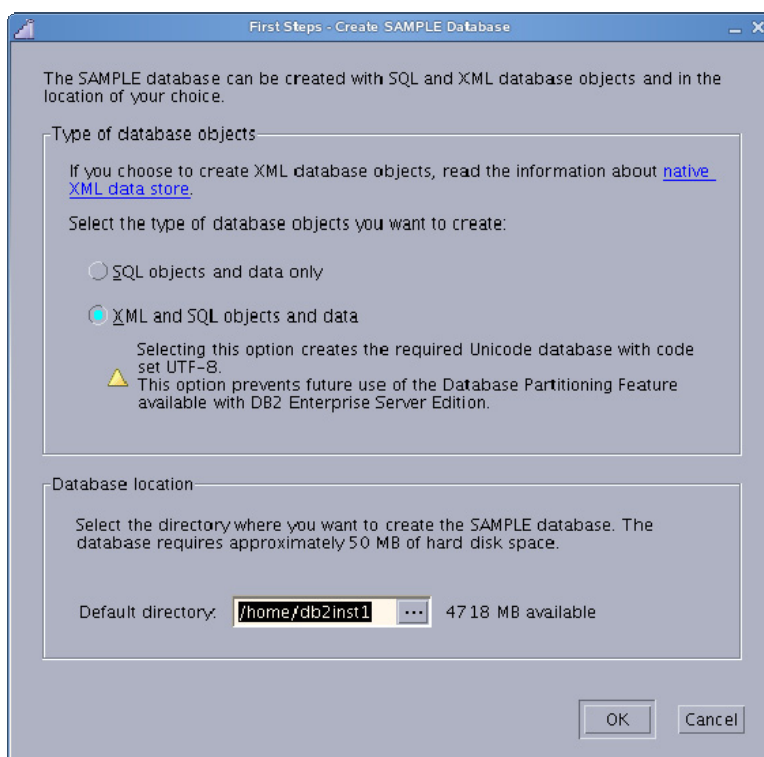 First Steps - Create SAMPLE Database
The SAMPLE database can be created with SQL and XML database objects and in the
location of your choice.
Type of database objects
If you choose to create XML database objects, read the information about native
XML data store.
Select the type of database objects you want to create:
SQL objects and data only
XML and SQL objects and data
Selecting this option creates the required Unicode database with code
set UTF-8.
This option prevents future use of the Database Partitioning Feature
available with DB2 Enterprise Server Edition.
Database location
Select the directory where you want to create the SAMPLE database. The
database requires approximately 50 MB of hard disk space.
Default directory: /home/db2inst1 ... 4718 MB available
OK Cancel